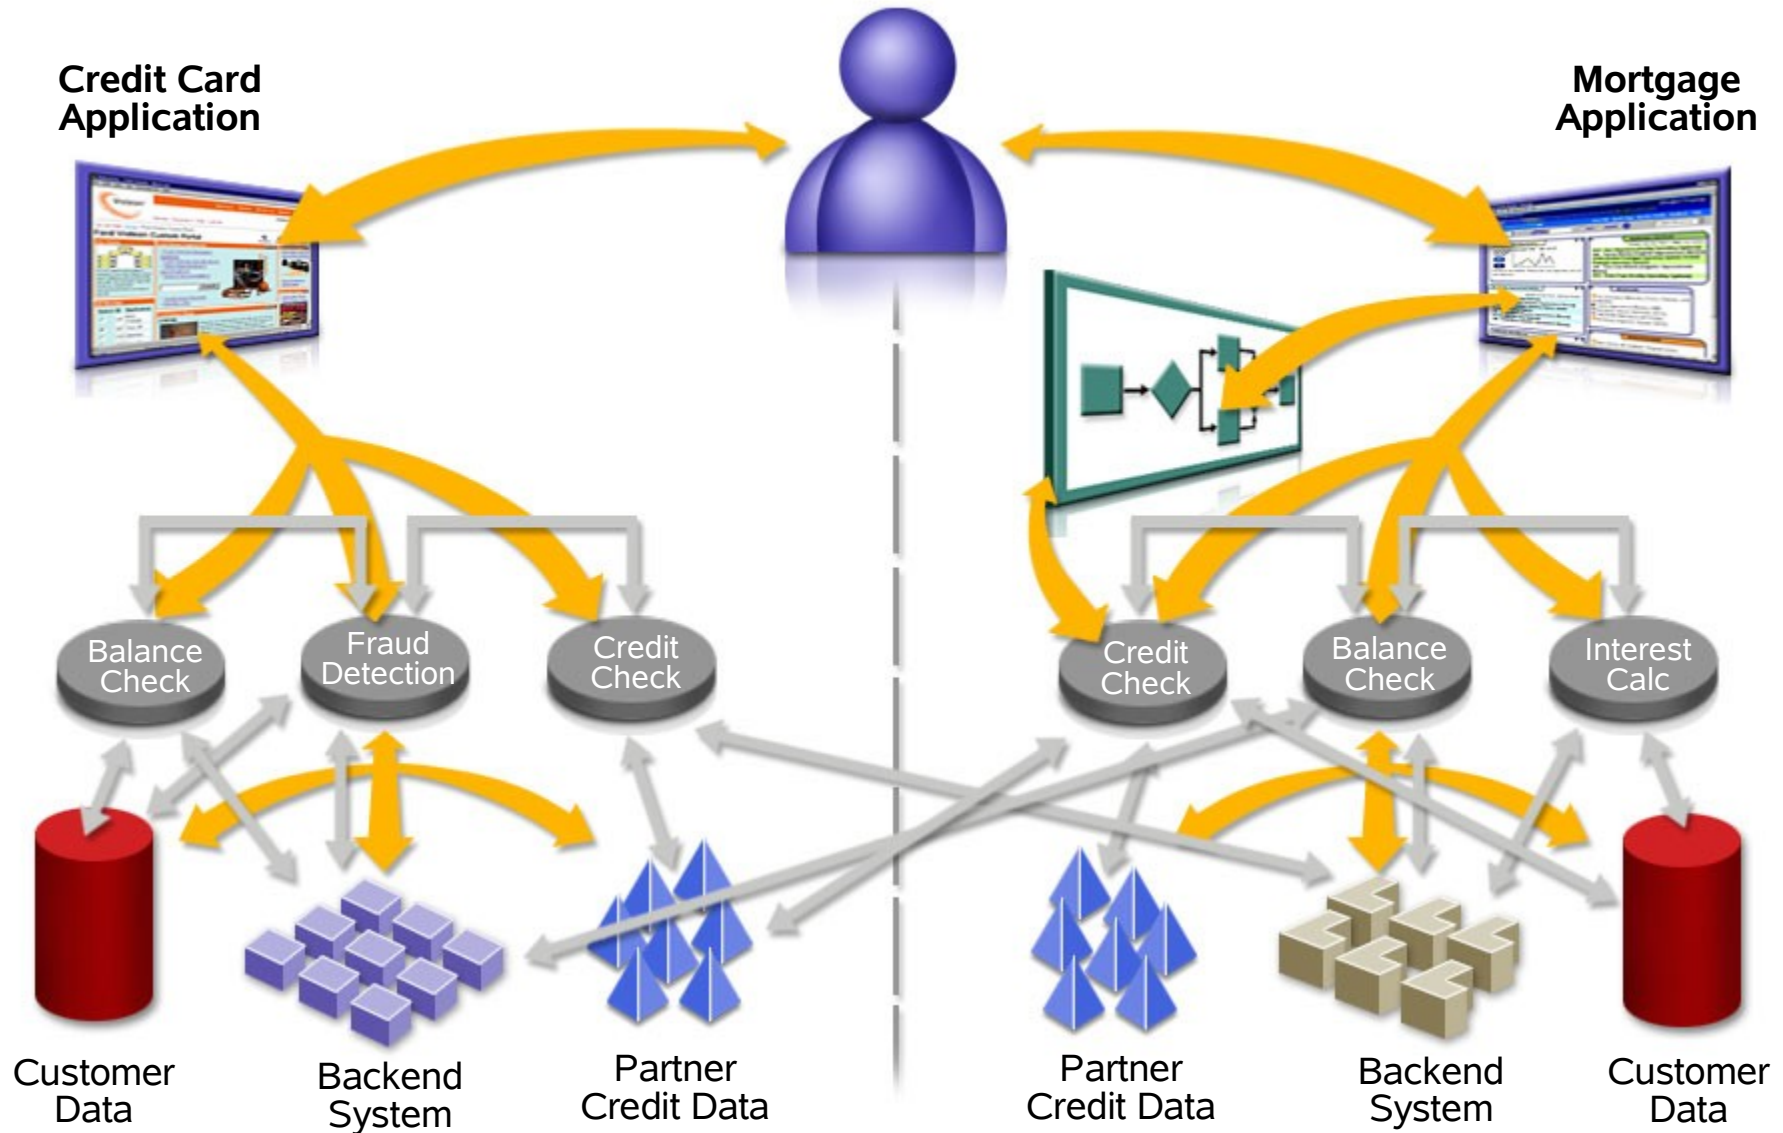 Credit Card
Application
Mortgage
Application
Balance
Check
Fraud
Detection
Credit
Check
Credit
Check
Balance
Check
Interest
Calc
Customer
Data
Backend
System
Partner
Credit Data
Partner
Credit Data
Backend
System
Customer
Data